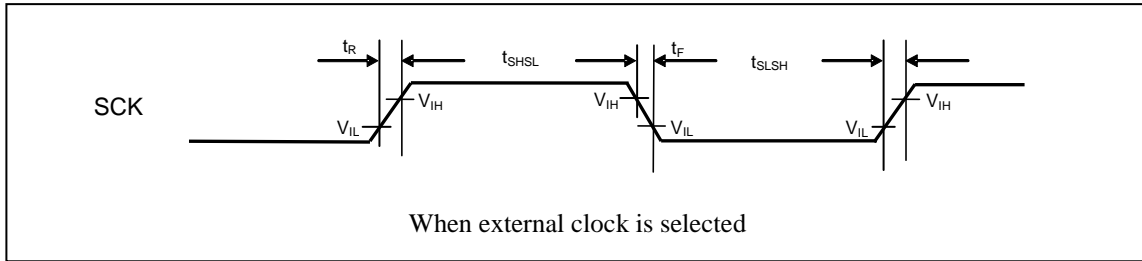 tR
tSHSL
tF
tSLSH
SCK
VIH
VIH
VIH
VIL
VIL
VIL
When external clock is selected